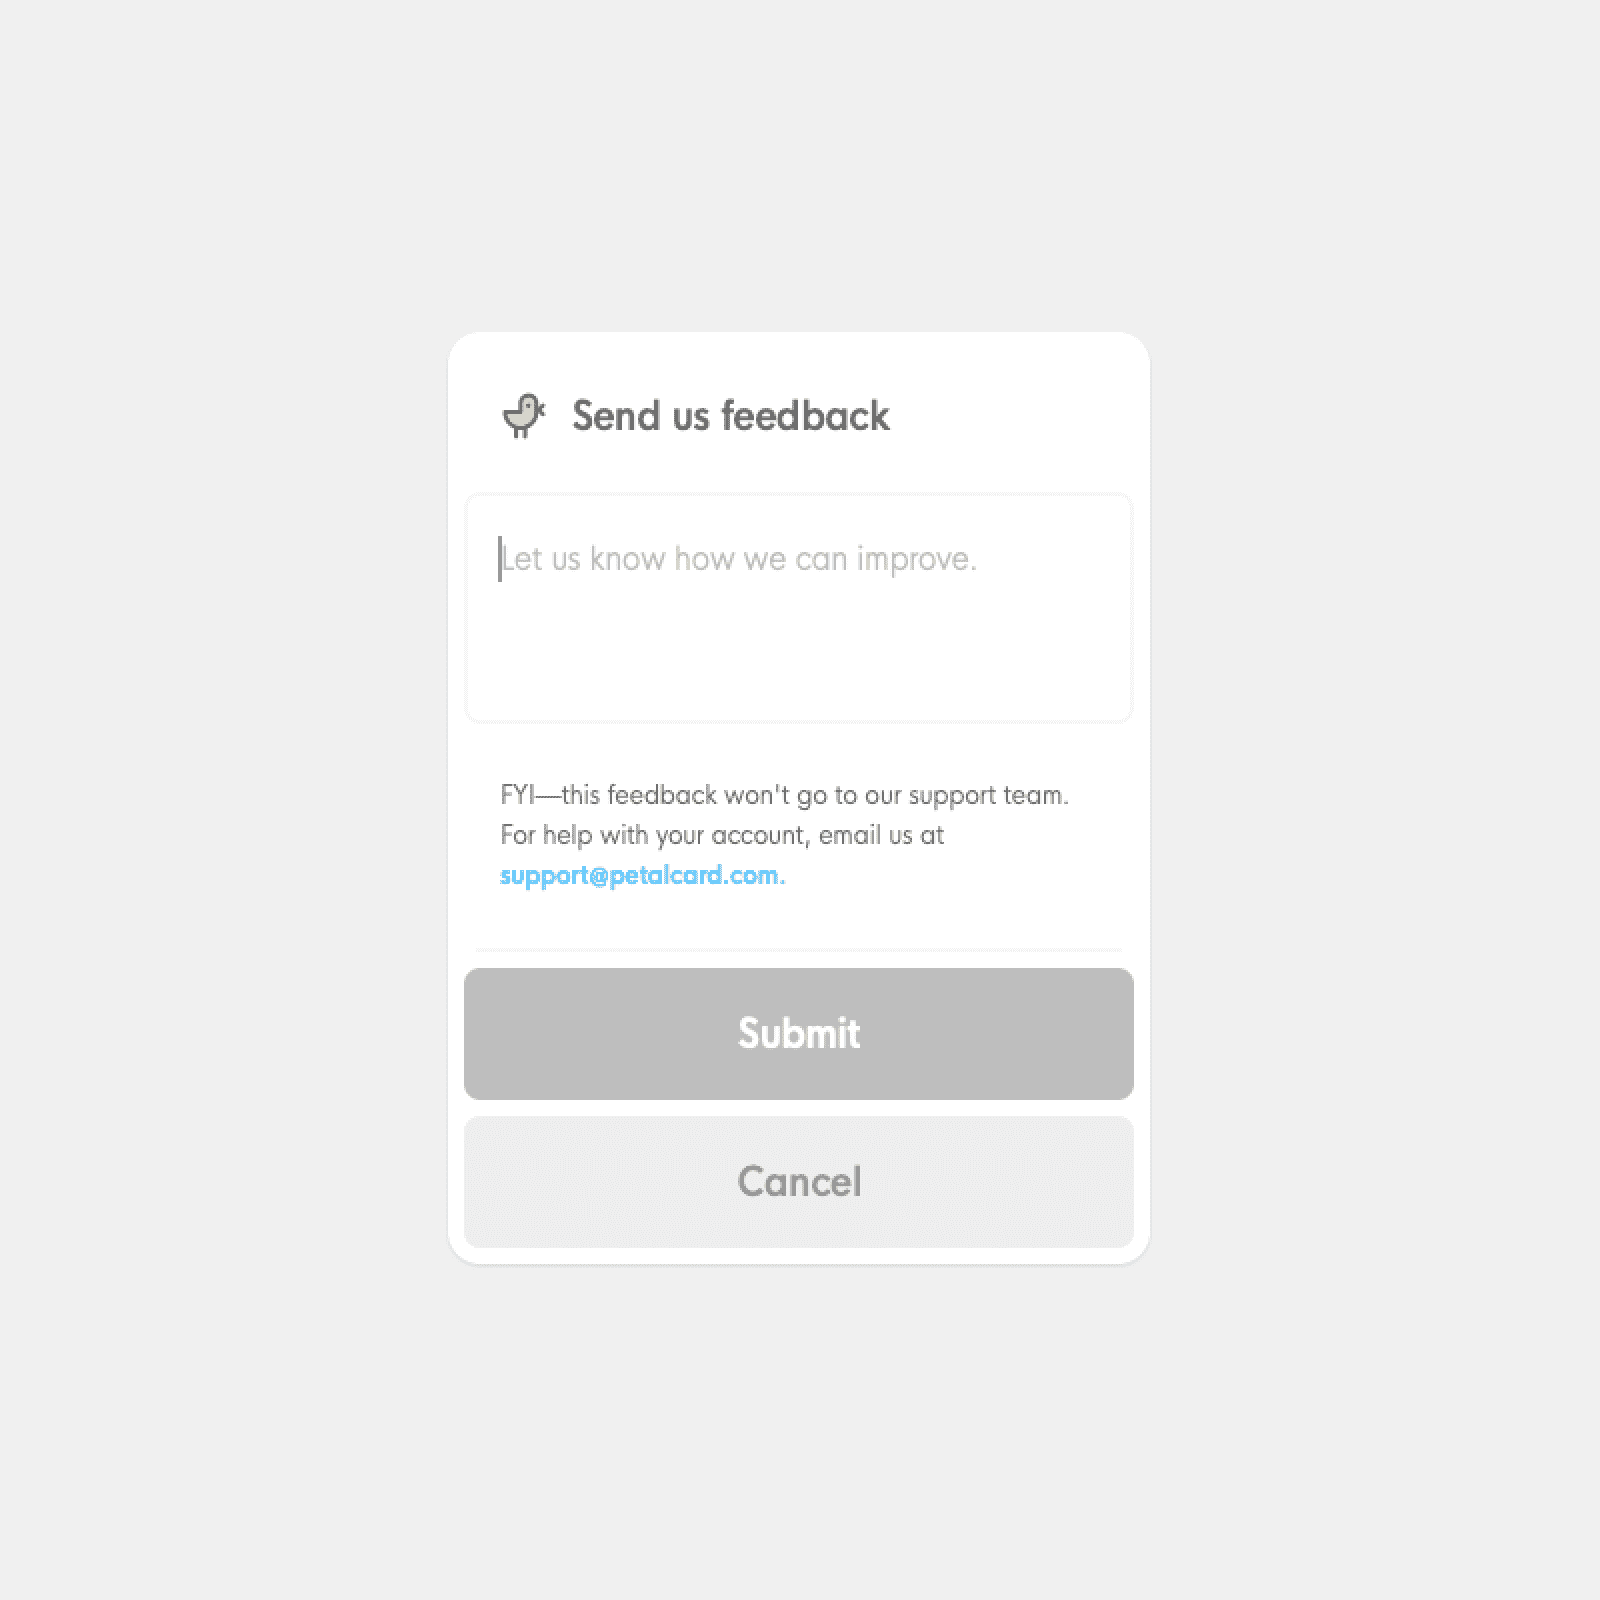 Send us feedback
Let us know how we can improve.
FYI—this feedback won't go to our support team.
For help with your account, email us at
support@petalcard.com.
Submit
Cancel